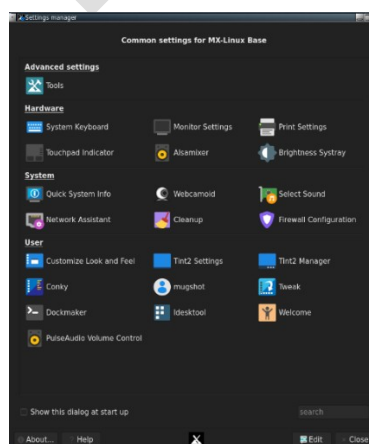 Settings manager
Common settings for MX-Linux Base
Advanced settings
Tools
Hardware
System Keyboard Monitor Settings Print Settings
Touchpad Indicator Alsamixer Brightness Systray
System
Quick System Info Webcamoid Select Sound
Network Assistant Cleanup Firewall Configuration
User
Customize Look and Feel Tint2 Settings Tint2 Manager
Conky mugshot Tweak
Dockmaker Idesktool Welcome
PulseAudio Volume Control
Show this dialog at start up search
About... Help Edit Close